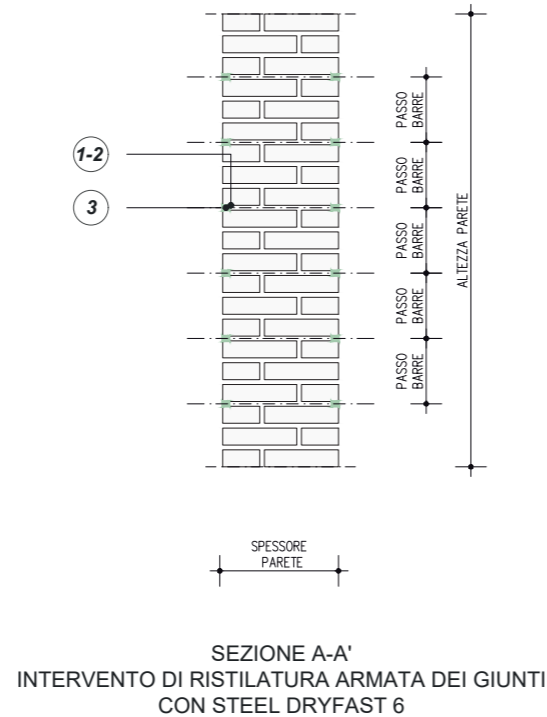 PASSO
BARRE
1-2
PASSO
BARRE
3
PASSO
BARRE
ALTEZZA PARETE
PASSO
BARRE
PASSO
BARRE
SPESSORE
PARETE
SEZIONE A-A'
INTERVENTO DI RISTILATURA ARMATA DEI GIUNTI
CON STEEL DRYFAST 6